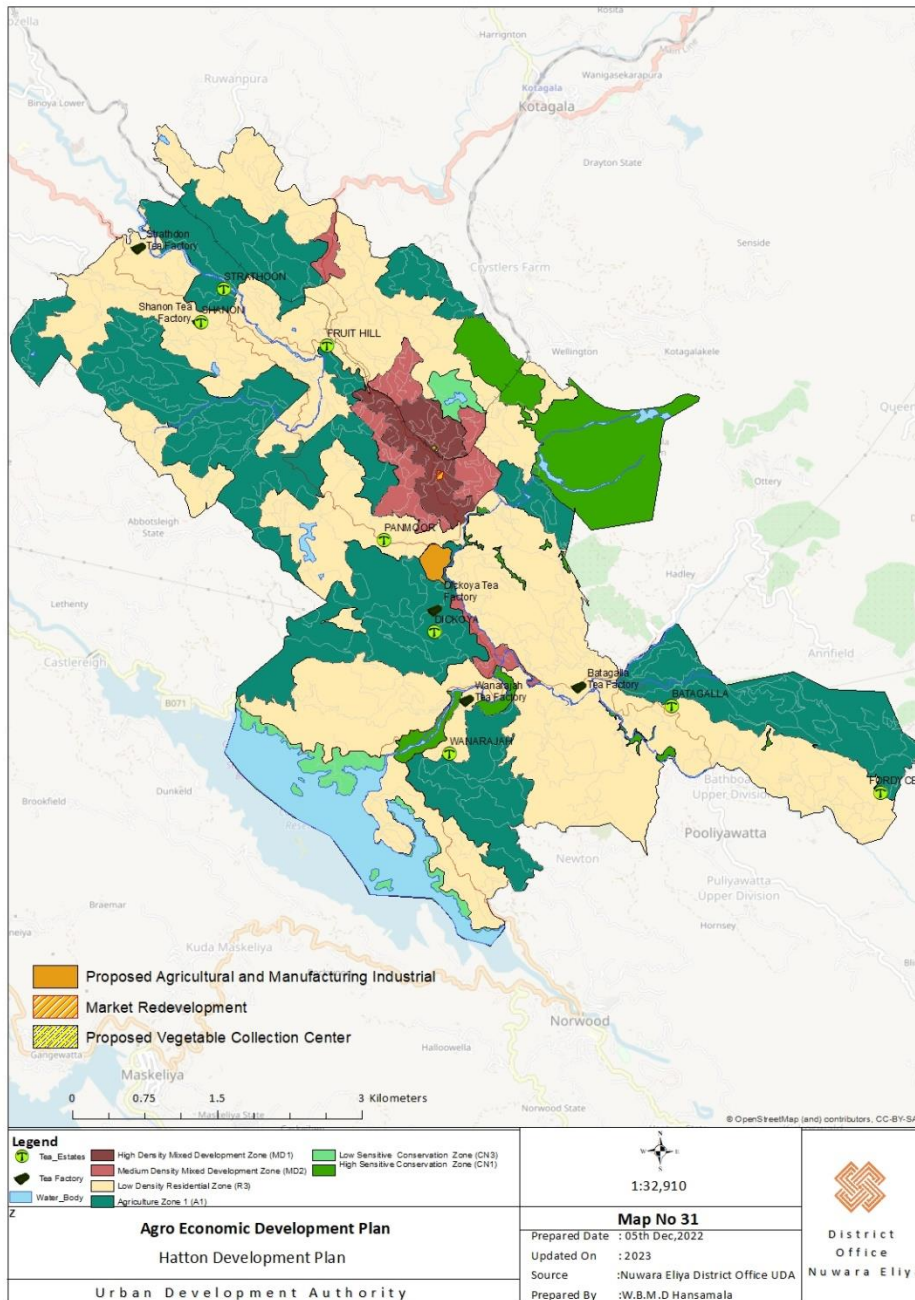 Rosita
Harrignton
Wanigasekarapura
Ruwanpura
Kotagala
Kotagala
Binoya Lower
Drayton State
Strathdon
Tea Factory
Senside
Crystlers Farm
STRATHOON
Shanon Tea
Factory
SHANON
FRUIT HILL
Wellington
Kotagalakele
Ottery
Abbotsleigh
State
PANMOOR
Hadley
Lethenty
Dickoya Tea
Factory
DICKOYA
Annfield
Castlereigh
B071
Batagalla
Tea Factory
Wanarajah
Tea Factory
BATAGALLA
WANARAJAH
Dunkeld
Brookfield
Upper Division
Pooliyawatta
Newton
Puliyawatta
Upper Division
Braemar
Hornsey
Kuda Maskeliya
Proposed Agricultural and Manufacturing Industrial
Market Redevelopment
Norwood
Proposed Vegetable Collection Center
Halloowella
Gangewatta
Maskeliya
0 0.75 1.5 3 Kilometers
Maskeliya State
Norwood State
© OpenStreetMap (and) contributors, CC-BY-SA
Legend
Tea_Estates
Tea Factory
Water_Body
High Density Mixed Development Zone (MD1)
Medium Density Mixed Development Zone (MD2)
Low Density Residential Zone (R3)
Agriculture Zone 1 (A1)
Low Sensitive Conservation Zone (CN3)
High Sensitive Conservation Zone (CN1)
N
W E
S
1:32,910
Z
Agro Economic Development Plan
Hatton Development Plan
Urban Development Authority
Map No 31
Prepared Date : 05th Dec,2022
Updated On : 2023
Source :Nuwara Eliya District Office UDA
Prepared By :W.B.M.D Hansamala
District
Office
Nuwara Eliy